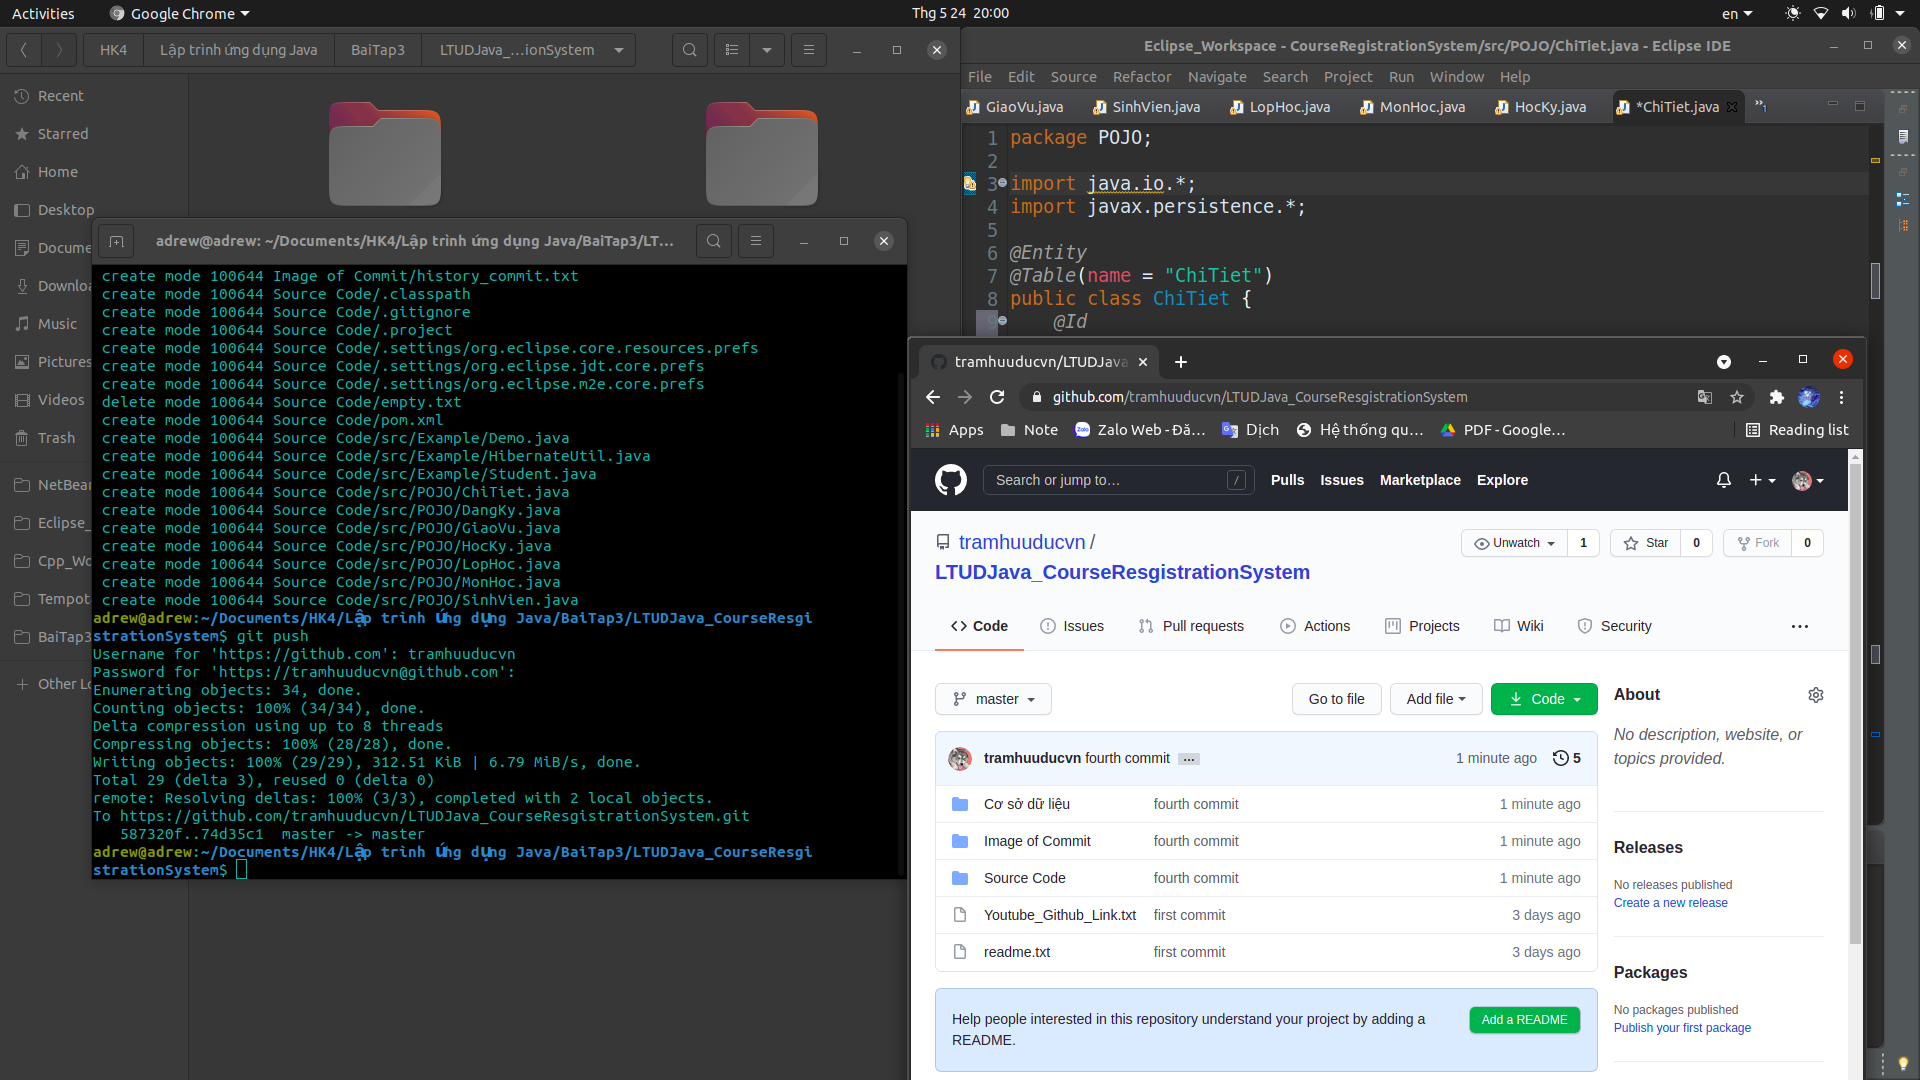 Activities
Google Chrome
Thg 5 24 20:00
en
HK4
Lập trình ứng dụng Java
BaiTap3
LTUDJava_...ionSystem
Recent
Starred
Home
Desktop
Docume
Downloa
Music
Pictures
Videos
Trash
NetBear
Eclipse_
Cpp_Wo
Tempot
BaiTap3
Other Lo
adrew@adrew: ~/Documents/HK4/Lập trình ứng dụng Java/BaiTap3/LT...
create mode 100644 Image of Commit/history_commit.txt
create mode 100644 Source Code/.classpath
create mode 100644 Source Code/.gitignore
create mode 100644 Source Code/.project
create mode 100644 Source Code/.settings/org.eclipse.core.resources.prefs
create mode 100644 Source Code/.settings/org.eclipse.jdt.core.prefs
create mode 100644 Source Code/.settings/org.eclipse.m2e.core.prefs
delete mode 100644 Source Code/empty.txt
create mode 100644 Source Code/pom.xml
create mode 100644 Source Code/src/Example/Demo.java
create mode 100644 Source Code/src/Example/HibernateUtil.java
create mode 100644 Source Code/src/Example/Student.java
create mode 100644 Source Code/src/POJO/ChiTiet.java
create mode 100644 Source Code/src/POJO/DangKy.java
create mode 100644 Source Code/src/POJO/GiaoVu.java
create mode 100644 Source Code/src/POJO/HocKy.java
create mode 100644 Source Code/src/POJO/LopHoc.java
create mode 100644 Source Code/src/POJO/MonHoc.java
create mode 100644 Source Code/src/POJO/SinhVien.java
adrew@adrew:~/Documents/HK4/Lập trình ứng dụng Java/BaiTap3/LTUDJava_CourseResgi
strationSystem$ git push
Username for 'https://github.com': tramhuuducvn
Password for 'https://tramhuuducvn@github.com':
Enumerating objects: 34, done.
Counting objects: 100% (34/34), done.
Delta compression using up to 8 threads
Compressing objects: 100% (28/28), done.
Writing objects: 100% (29/29), 312.51 KiB | 6.79 MiB/s, done.
Total 29 (delta 3), reused 0 (delta 0)
remote: Resolving deltas: 100% (3/3), completed with 2 local objects.
To https://github.com/tramhuuducvn/LTUDJava_CourseResgistrationSystem.git
587320f..74d35c1  master -> master
adrew@adrew:~/Documents/HK4/Lập trình ứng dụng Java/BaiTap3/LTUDJava_CourseResgi
strationSystem$
Eclipse_Workspace - CourseRegistrationSystem/src/POJO/ChiTiet.java - Eclipse IDE
File Edit Source Refactor Navigate Search Project Run Window Help
GiaoVu.java
SinhVien.java
LopHoc.java
MonHoc.java
HocKy.java
*ChiTiet.java
»1
1 package POJO;
2
3 import java.io.*;
4 import javax.persistence.*;
5
6 @Entity
7 @Table(name = "ChiTiet")
8 public class ChiTiet {
9 @Id
tramhuuducvn/LTUDJava
github.com/tramhuuducvn/LTUDJava_CourseResgistrationSystem
Apps
Note
Zalo Web - Đă...
Dịch
Hệ thống qu...
PDF - Google...
Reading list
Search or jump to... /
Pulls Issues Marketplace Explore
tramhuuducvn /
LTUDJava_CourseResgistrationSystem
Unwatch 1
Star 0
Fork 0
Code
Issues
Pull requests
Actions
Projects
Wiki
Security
master
Go to file
Add file
Code
tramhuuducvn fourth commit ...
1 minute ago
5
Cơ sở dữ liệu fourth commit 1 minute ago
Image of Commit fourth commit 1 minute ago
Source Code fourth commit 1 minute ago
Youtube_Github_Link.txt first commit 3 days ago
readme.txt first commit 3 days ago
Help people interested in this repository understand your project by adding a
README.
Add a README
About
No description, website, or
topics provided.
Releases
No releases published
Create a new release
Packages
No packages published
Publish your first package